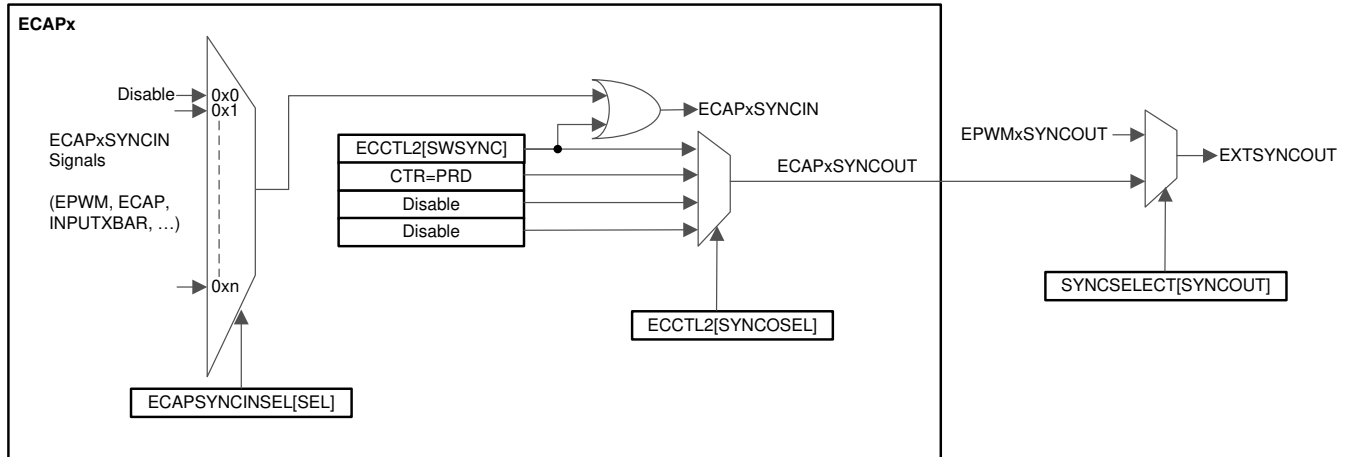 ECAPx
Disable
0x0
0x1
ECAPxSYNCIN
Signals
(EPWM, ECAP,
INPUTXBAR, …)
0xn
ECAPSYNCINSEL[SEL]
ECAPxSYNCIN
ECCTL2[SWSYNC]
CTR=PRD
Disable
Disable
ECAPxSYNCOUT
ECCTL2[SYNCOSEL]
EPWMxSYNCOUT
EXTSYNCOUT
SYNCSELECT[SYNCOUT]